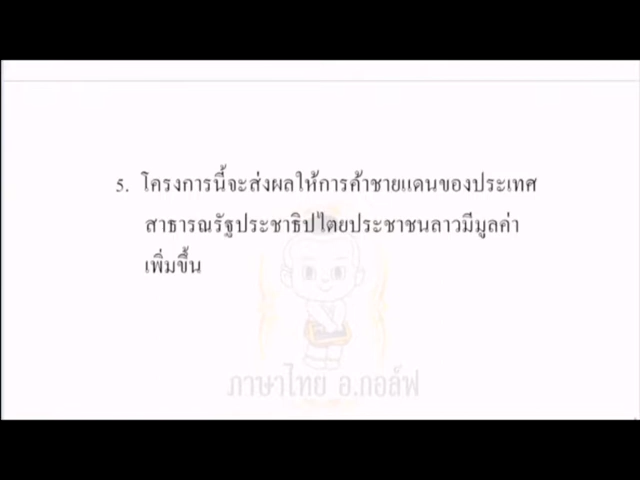 5. โครงการนี้จะส่งผลให้การค้าชายแดนของประเทศ
สาธารณรัฐประชาธิปไตยประชาชนลาวมีมูลค่า
เพิ่มขึ้น
ภาษาไทย อ.กอล์ฟ